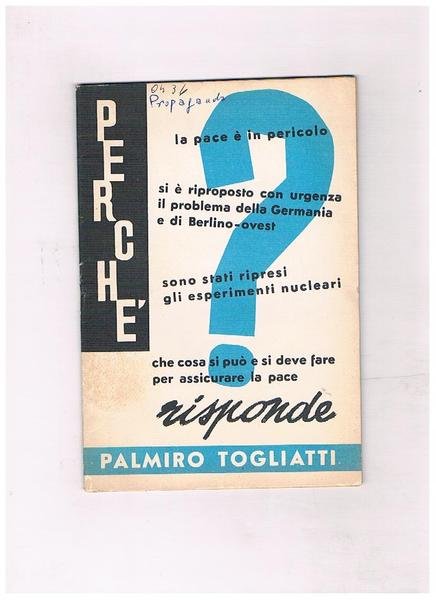 0431
Propaganda
PERCHÈ
la pace è in pericolo
si è riproposto con urgenza
il problema della Germania
e di Berlino-ovest
sono stati ripresi
gli esperimenti nucleari
?
che cosa si può e si deve fare
per assicurare la pace
risponde
PALMIRO TOGLIATTI